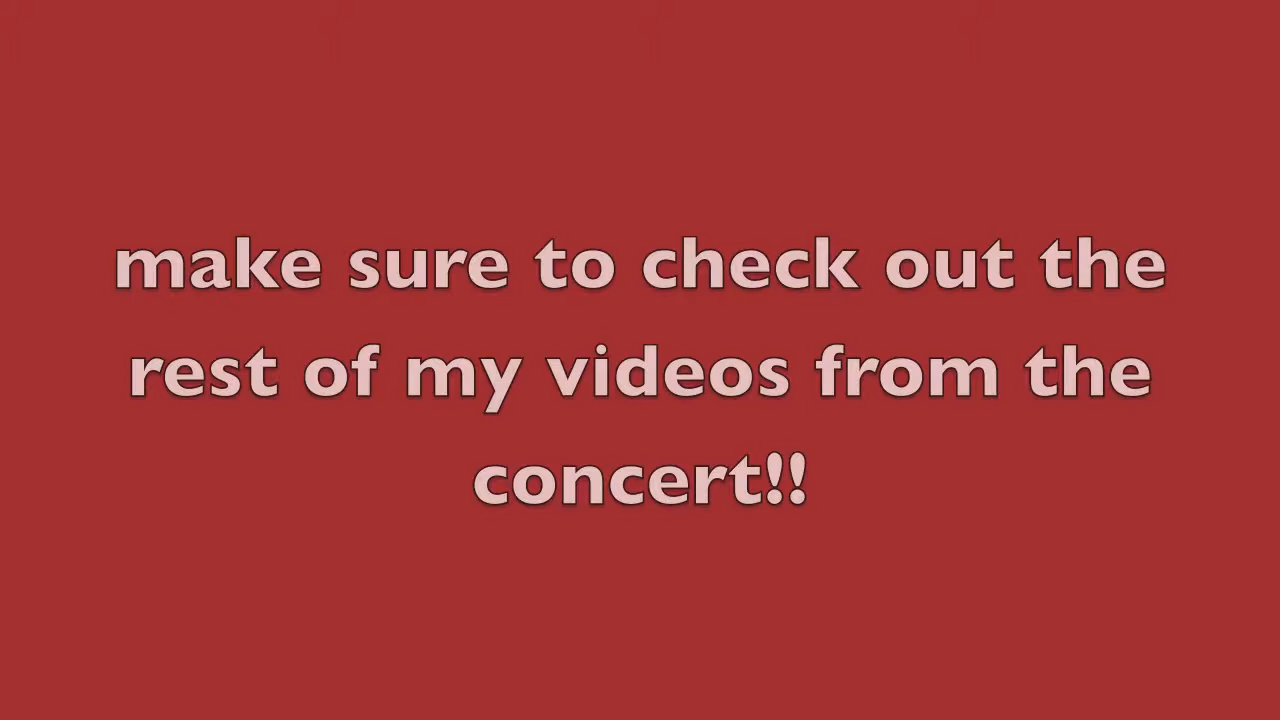 make sure to check out the
rest of my videos from the
concert!!